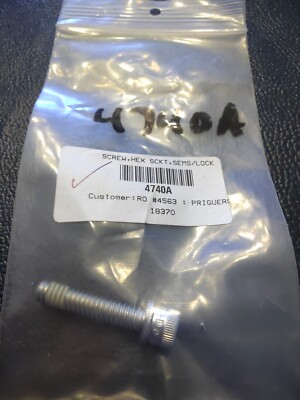 4740A
SCREW,HEX SCKT,SEMS/LOCK
4740A
Customer:RO #4563 : PRIGUERO
18370